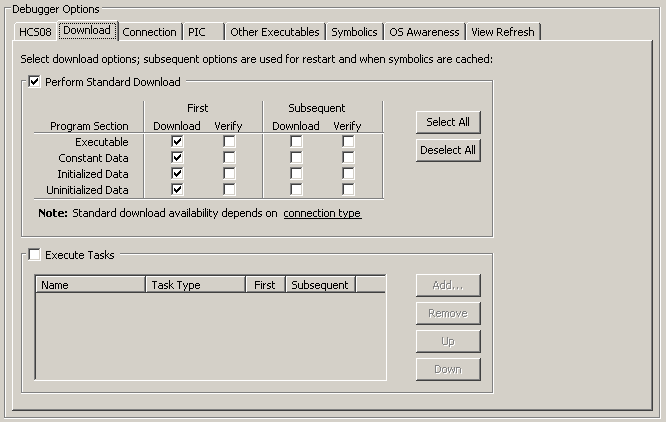 Debugger Options
HCS08 Download Connection PIC Other Executables Symbolics OS Awareness View Refresh
Select download options; subsequent options are used for restart and when symbolics are cached:
Perform Standard Download
First Subsequent
Program Section Download Verify Download Verify
Select All
Executable
Constant Data
Deselect All
Initialized Data
Uninitialized Data
Note: Standard download availability depends on connection type
Execute Tasks
Name Task Type First Subsequent
Add...
Remove
Up
Down